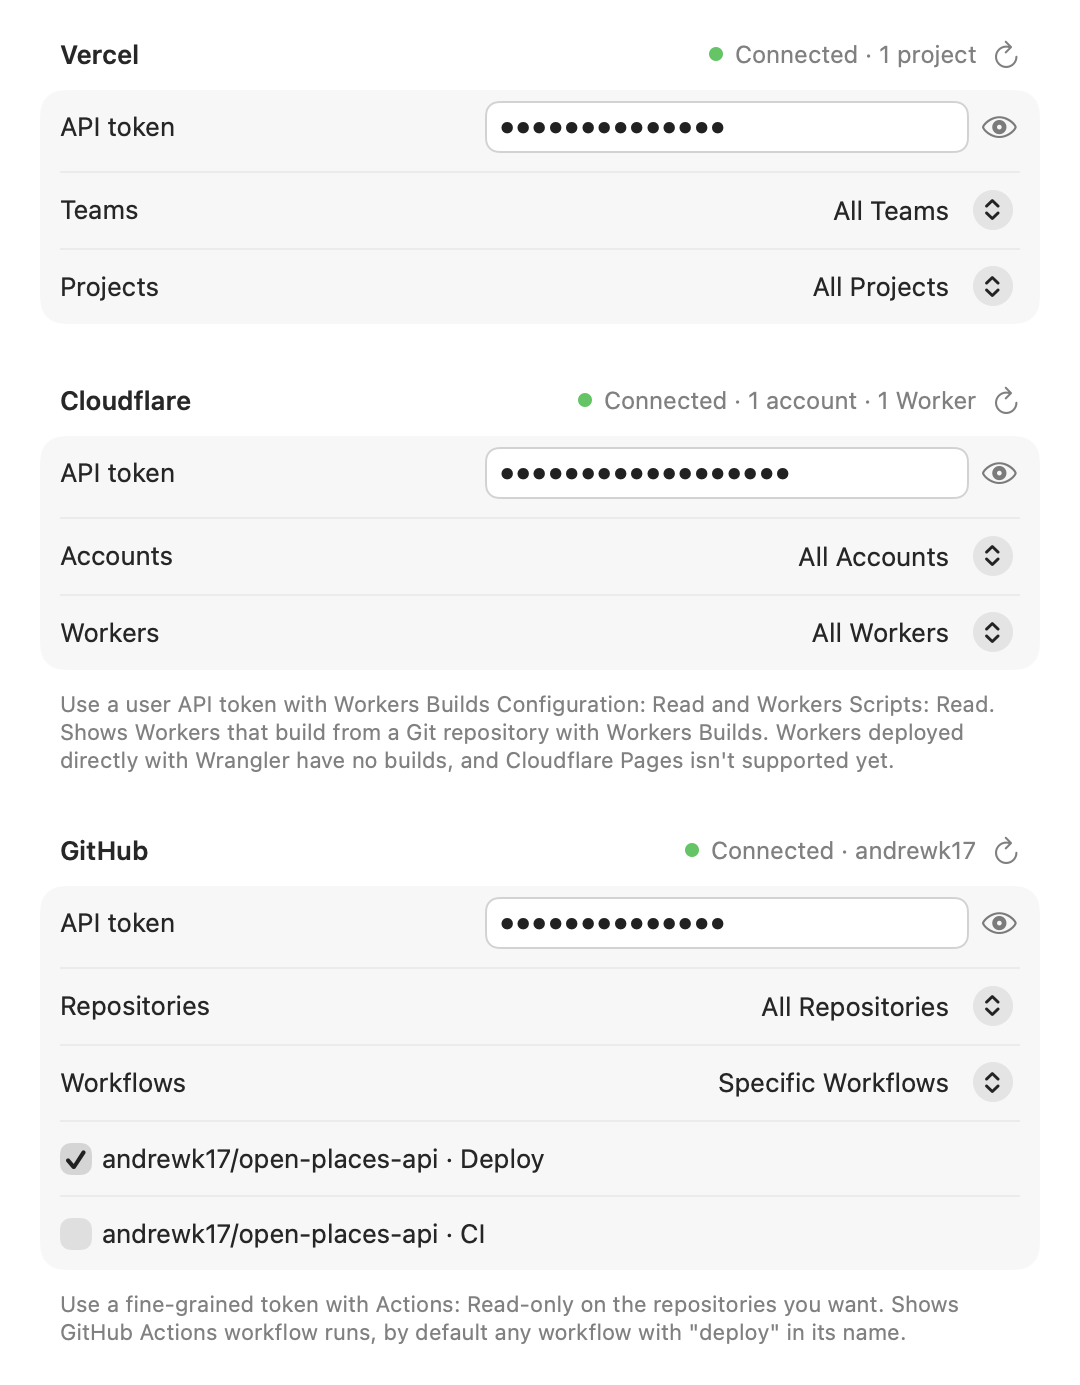 Vercel
Connected · 1 project
API token
●●●●●●●●●●●●●●
Teams
All Teams
Projects
All Projects
Cloudflare
Connected · 1 account · 1 Worker
API token
●●●●●●●●●●●●●●●●●●
Accounts
All Accounts
Workers
All Workers
Use a user API token with Workers Builds Configuration: Read and Workers Scripts: Read.
Shows Workers that build from a Git repository with Workers Builds. Workers deployed
directly with Wrangler have no builds, and Cloudflare Pages isn't supported yet.
GitHub
Connected · andrewk17
API token
●●●●●●●●●●●●●●
Repositories
All Repositories
Workflows
Specific Workflows
andrewk17/open-places-api · Deploy
andrewk17/open-places-api · CI
Use a fine-grained token with Actions: Read-only on the repositories you want. Shows
GitHub Actions workflow runs, by default any workflow with "deploy" in its name.